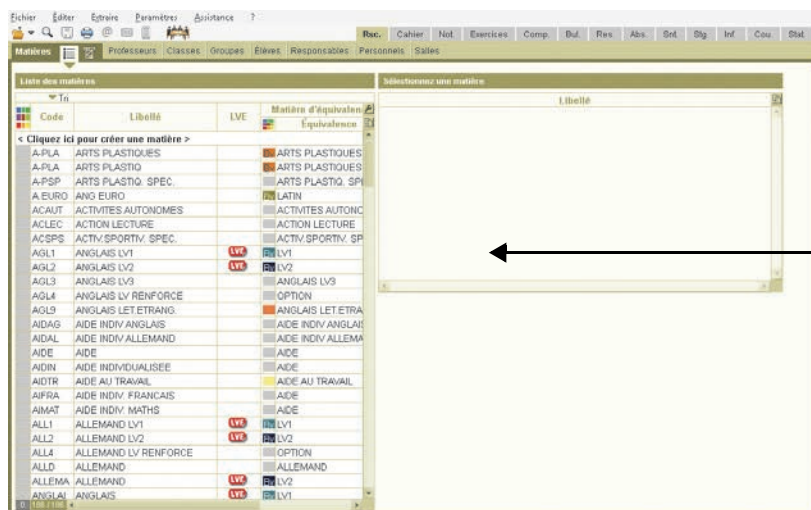 Fichier Éditer Extraire Paramètres Assistance ?
Rsc. Cahier Not. Exercices Comp. Bul. Res. Abs. Snt. Stg Inf Cou. Stat
Matières Professeurs Classes Groupes Élèves Responsables Personnels Salles
Liste des matières
Sélectionnez une matière
Tri
Libellé
Code Libellé LVE Matière d'équivalen
Équivalence
< Cliquez ici pour créer une matière >
A-PLA ARTS PLASTIQUES ARTS PLASTIQUES
A-PLA ARTS PLASTIQ ARTS PLASTIQUES
A-PSP ARTS PLASTIQ. SPEC. ARTS PLASTIQ. SPE
A.EURO ANG EURO LATIN
ACAUT ACTIVITES AUTONOMES ACTIVITES AUTONO
ACLEC ACTION LECTURE ACTION LECTURE
ACSPS ACTIV.SPORTIV. SPEC. ACTIV.SPORTIV. SP
AGL1 ANGLAIS LV1 LVE LV1
AGL2 ANGLAIS LV2 LVE LV2
AGL3 ANGLAIS LV3 ANGLAIS LV3
AGL4 ANGLAIS LV RENFORCE OPTION
AGL9 ANGLAIS LET.ETRANG. ANGLAIS LET.ETRA
AIDAG AIDE INDIV ANGLAIS AIDE INDIV ANGLAIS
AIDAL AIDE INDIV ALLEMAND AIDE INDIV ALLEMA
AIDE AIDE AIDE
AIDIN AIDE INDIVIDUALISEE AIDE
AIDTR AIDE AU TRAVAIL AIDE AU TRAVAIL
AIFRA AIDE INDIV. FRANCAIS AIDE
AIMAT AIDE INDIV. MATHS AIDE
ALL1 ALLEMAND LV1 LVE LV1
ALL2 ALLEMAND LV2 LVE LV2
ALL4 ALLEMAND LV RENFORCE OPTION
ALLD ALLEMAND ALLEMAND
ALLEMA ALLEMAND LVE LV2
ANGLAI ANGLAIS LVE LV1
0